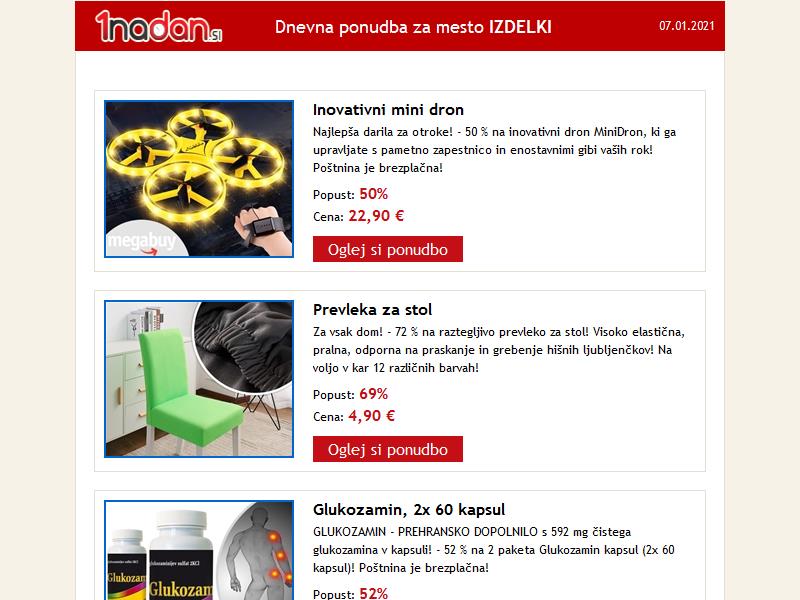 1nadan.si
Dnevna ponudba za mesto IZDELKI
07.01.2021
Inovativni mini dron
Najlepša darila za otroke! - 50 % na inovativni dron MiniDron, ki ga
upravljate s pametno zapestnico in enostavnimi gibi vaših rok!
Poštnina je brezplačna!
Popust: 50%
Cena: 22,90 €
Oglej si ponudbo
megabuy
Prevleka za stol
Za vsak dom! - 72 % na raztegljivo prevleko za stol! Visoko elastična,
pralna, odporna na praskanje in grebenje hišnih ljubljenčkov! Na
voljo v kar 12 različnih barvah!
Popust: 69%
Cena: 4,90 €
Oglej si ponudbo
Glukozamin, 2x 60 kapsul
GLUKOZAMIN - PREHRANSKO DOPOLNILO s 592 mg čistega
glukozamina v kapsuli! - 52 % na 2 paketa Glukozamin kapsul (2x 60
kapsul)! Poštnina je brezplačna!
Popust: 52%